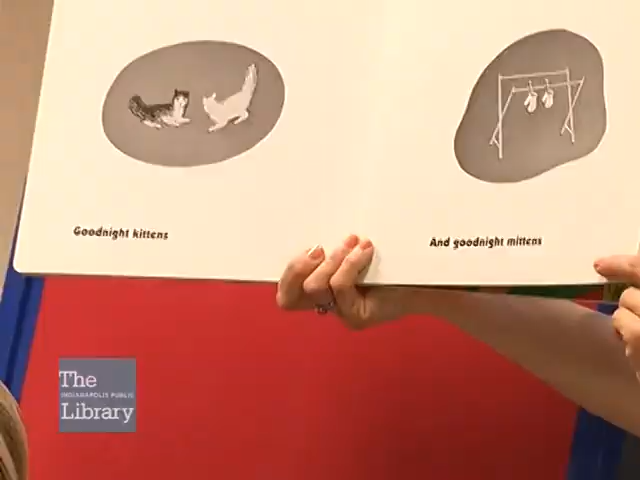 Goodnight kittens
And goodnight mittens
The
INDIANAPOLIS PUBLIC
Library